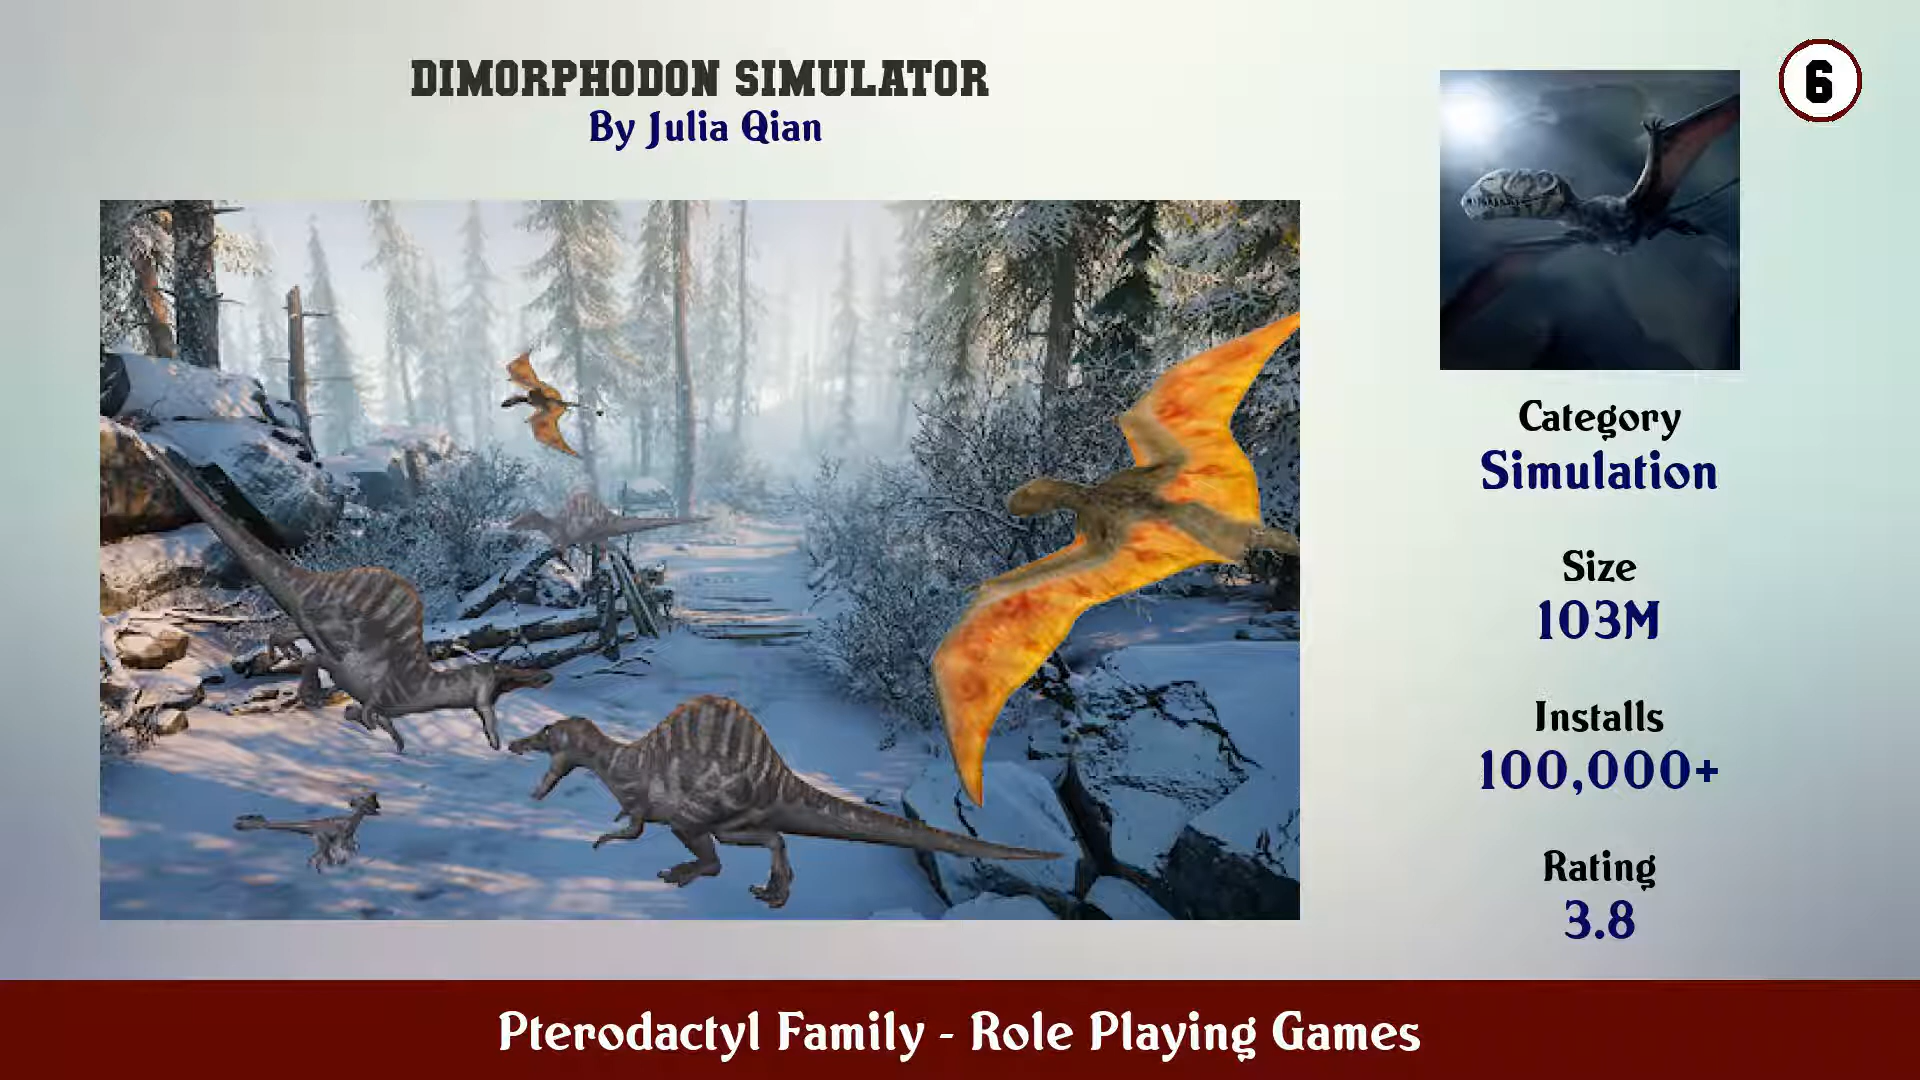 DIMORPHODON SIMULATOR
By Julia Qian
6
Category
Simulation
Size
103M
Installs
100,000+
Rating
3.8
Pterodactyl Family - Role Playing Games